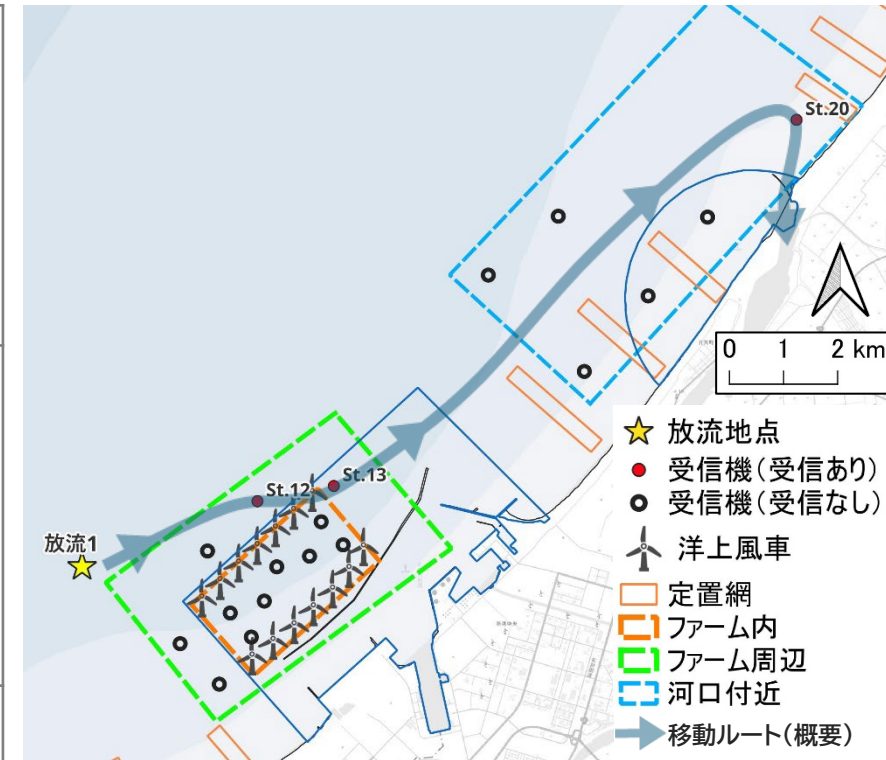 St.20
0 1 2 km
St.12
St.13
放流1
放流地点
受信機(受信あり)
受信機(受信なし)
洋上風車
定置網
ファーム内
ファーム周辺
河口付近
移動ルート(概要)